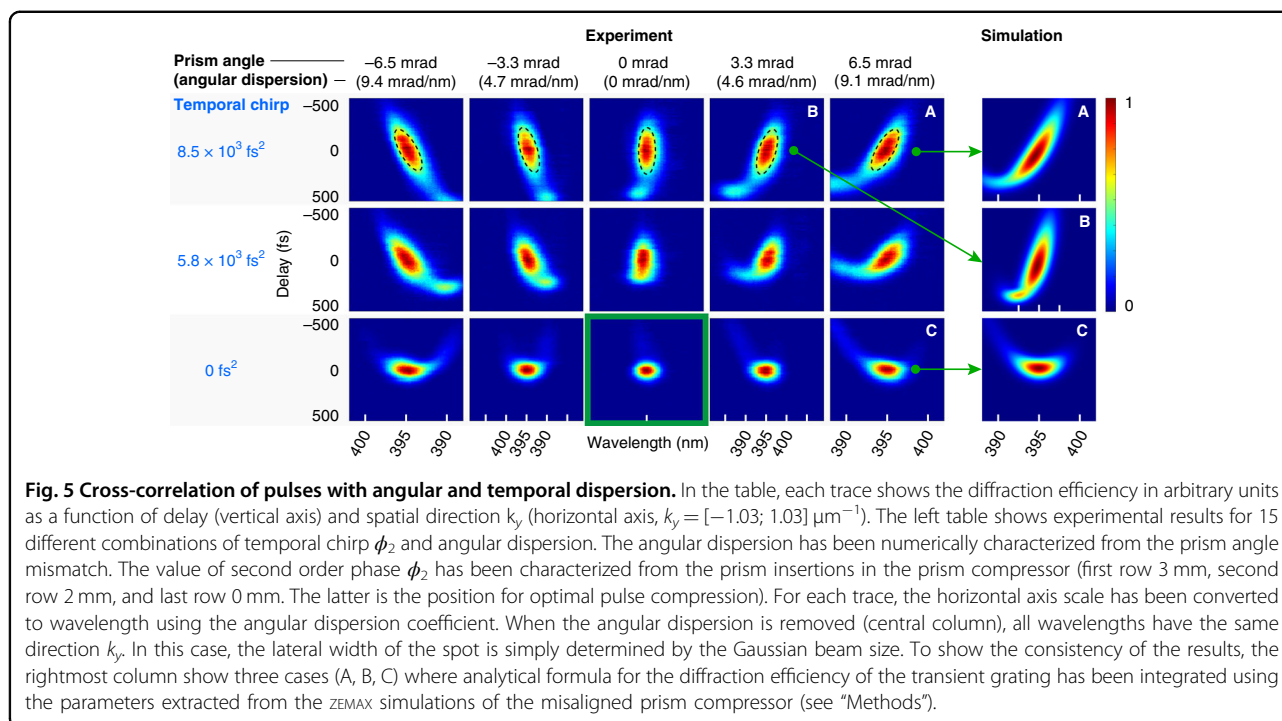 Experiment Simulation
Prism angle –6.5 mrad –3.3 mrad 0 mrad 3.3 mrad 6.5 mrad
(angular dispersion) (9.4 mrad/nm) (4.7 mrad/nm) (0 mrad/nm) (4.6 mrad/nm) (9.1 mrad/nm)
Temporal chirp –500 B A A 1
8.5 × 10³ fs² 0
500
–500 B
5.8 × 10³ fs² Delay (fs) 0
500 0
–500 C C
0 fs² 0
500
400 395 390 400 395 390 Wavelength (nm) 390 395 400 390 395 400 390 395 400
Fig. 5 Cross-correlation of pulses with angular and temporal dispersion. In the table, each trace shows the diffraction efficiency in arbitrary units
as a function of delay (vertical axis) and spatial direction ky (horizontal axis, ky = [−1.03; 1.03] μm⁻¹). The left table shows experimental results for 15
different combinations of temporal chirp ϕ₂ and angular dispersion. The angular dispersion has been numerically characterized from the prism angle
mismatch. The value of second order phase ϕ₂ has been characterized from the prism insertions in the prism compressor (first row 3 mm, second
row 2 mm, and last row 0 mm. The latter is the position for optimal pulse compression). For each trace, the horizontal axis scale has been converted
to wavelength using the angular dispersion coefficient. When the angular dispersion is removed (central column), all wavelengths have the same
direction ky. In this case, the lateral width of the spot is simply determined by the Gaussian beam size. To show the consistency of the results, the
rightmost column show three cases (A, B, C) where analytical formula for the diffraction efficiency of the transient grating has been integrated using
the parameters extracted from the ZEMAX simulations of the misaligned prism compressor (see “Methods”).